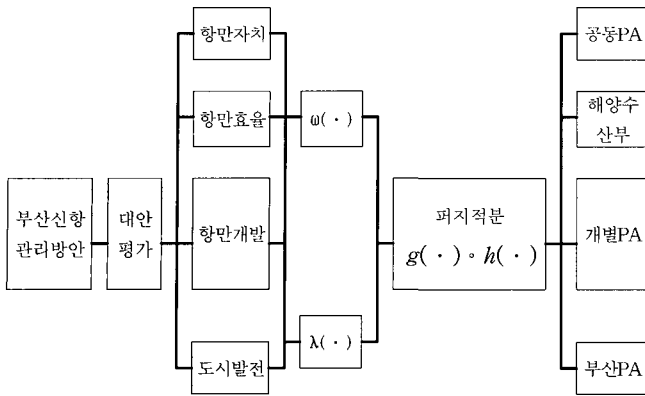 부산신항
관리방안
대안
평가
항만자치
항만효율
항만개발
도시발전
ω( · )
λ( · )
퍼지적분
g( · )∘h( · )
공동PA
해양수
산부
개별PA
부산PA